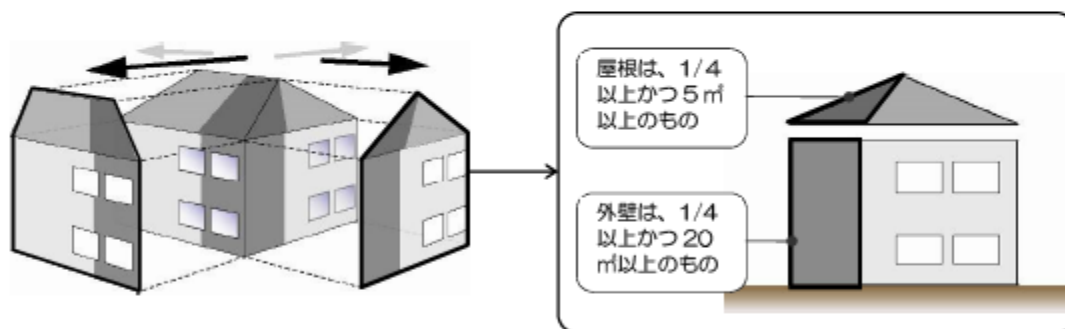 屋根は、1/4
以上かつ5㎡
以上のもの
外壁は、1/4
以上かつ20
㎡以上のもの